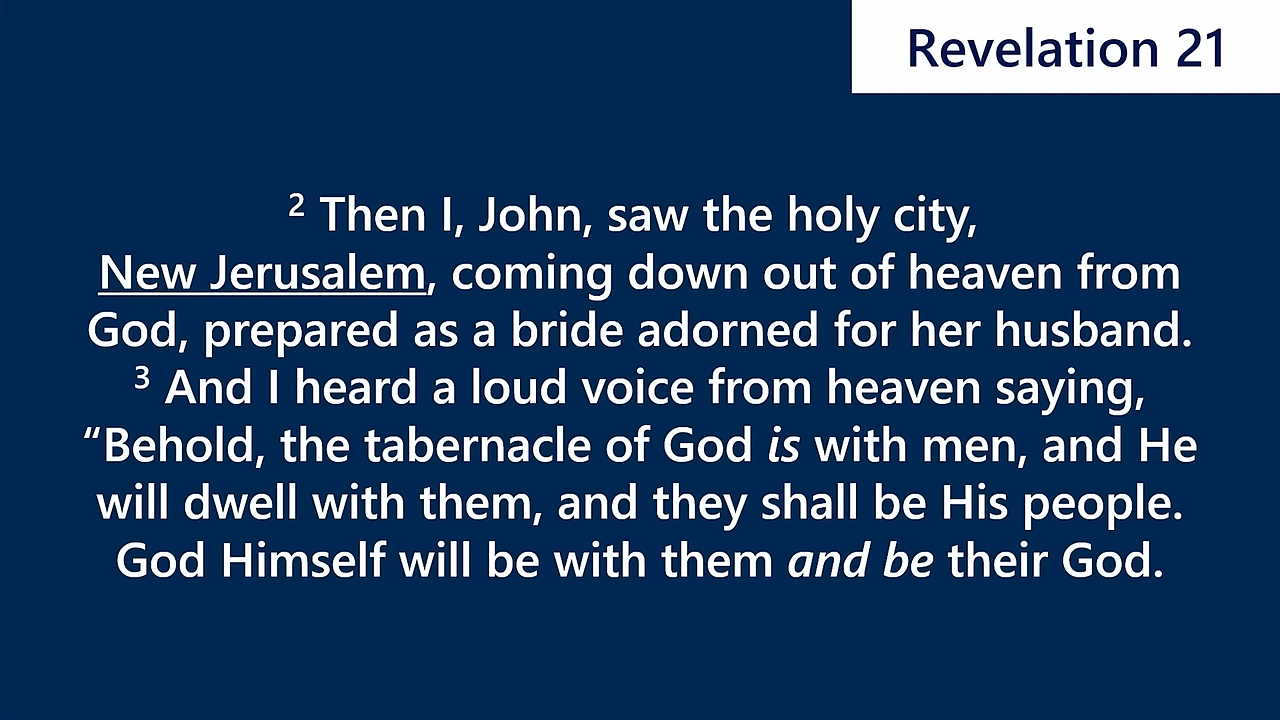 Revelation 21
2 Then I, John, saw the holy city,
New Jerusalem, coming down out of heaven from
God, prepared as a bride adorned for her husband.
3 And I heard a loud voice from heaven saying,
“Behold, the tabernacle of God is with men, and He
will dwell with them, and they shall be His people.
God Himself will be with them and be their God.